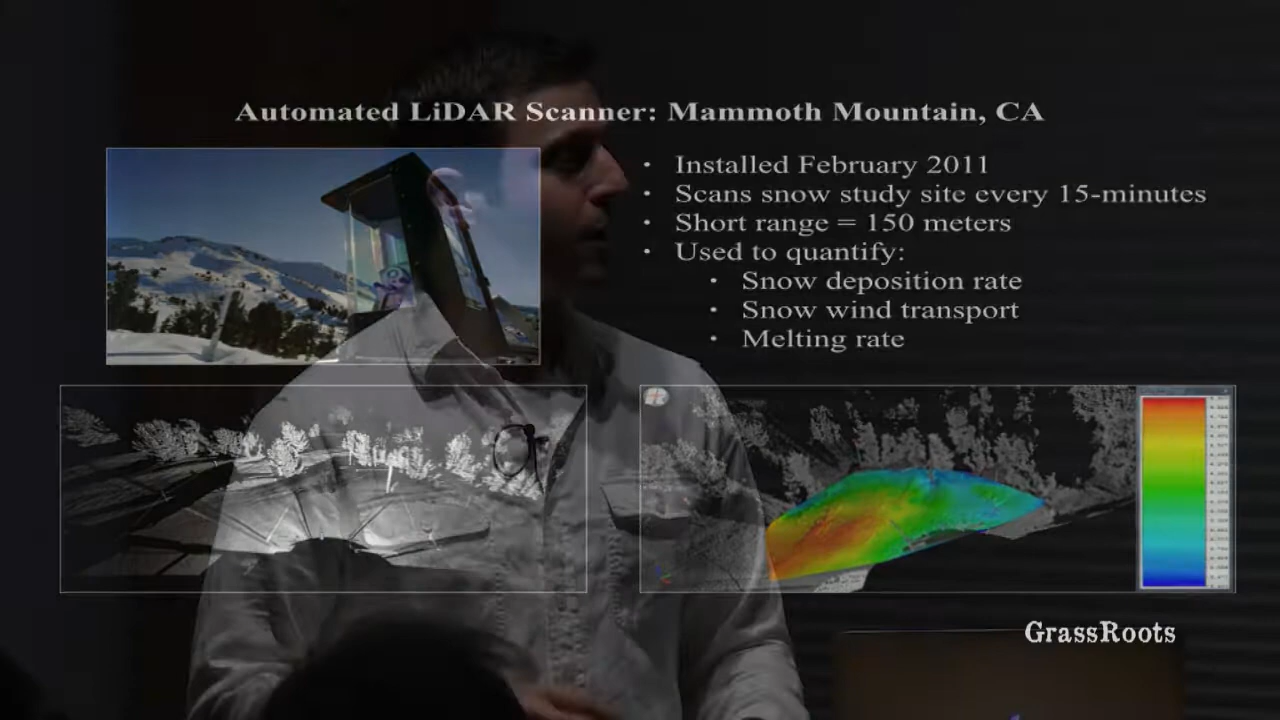 Automated LiDAR Scanner: Mammoth Mountain, CA
• Installed February 2011
• Scans snow study site every 15-minutes
• Short range = 150 meters
• Used to quantify:
• Snow deposition rate
• Snow wind transport
• Melting rate
GrassRoots